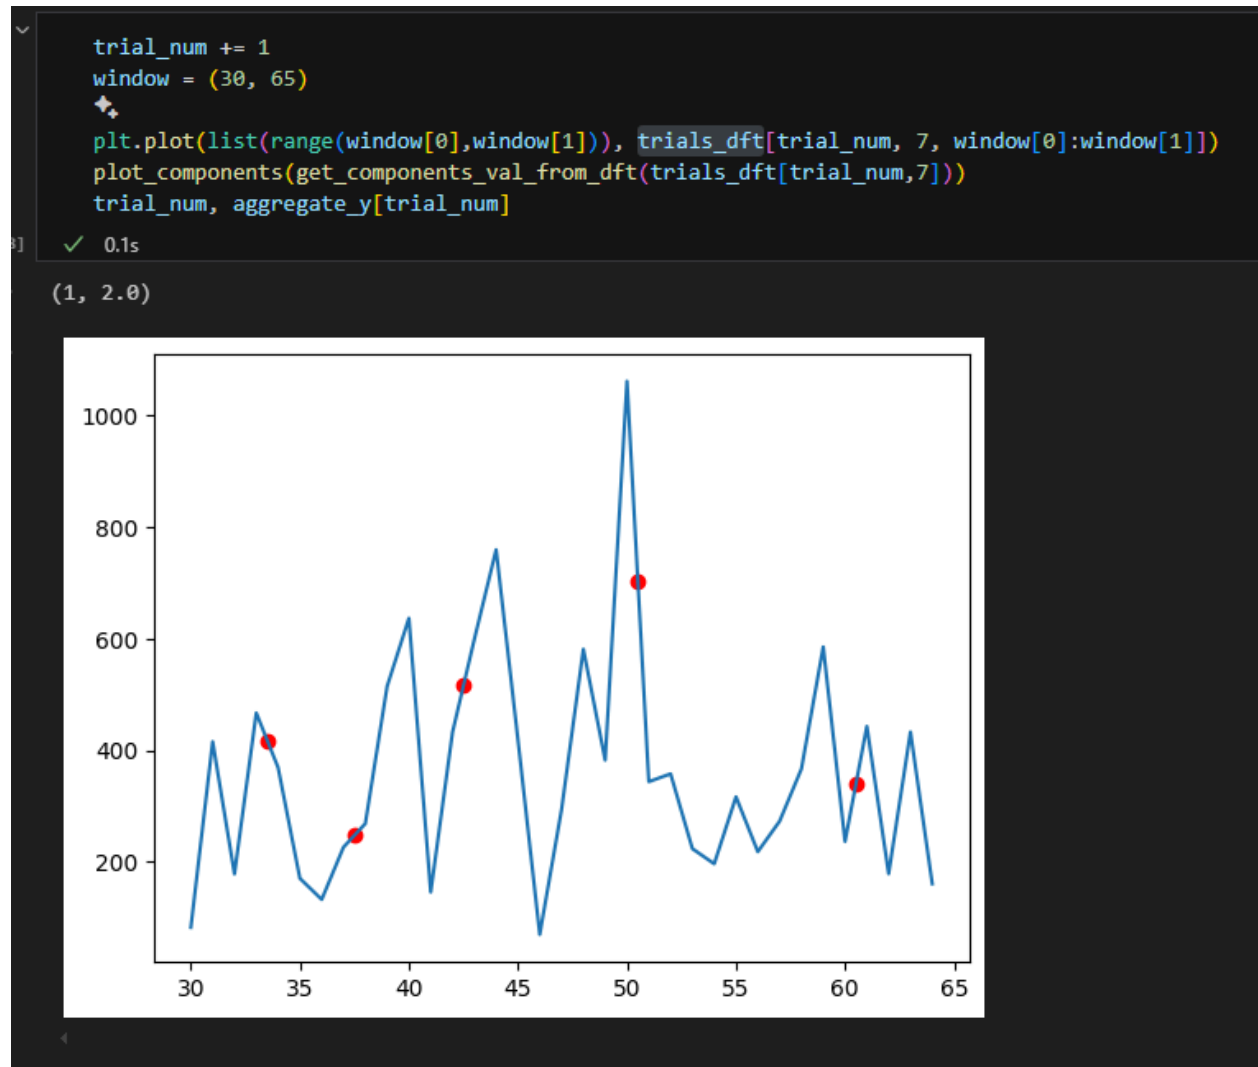 trial_num += 1
window = (30, 65)
plt.plot(list(range(window[0],window[1])), trials_dft[trial_num, 7, window[0]:window[1]])
plot_components(get_components_val_from_dft(trials_dft[trial_num,7]))
trial_num, aggregate_y[trial_num]
] 0.1s
(1, 2.0)
1000
800
600
400
200
30 35 40 45 50 55 60 65